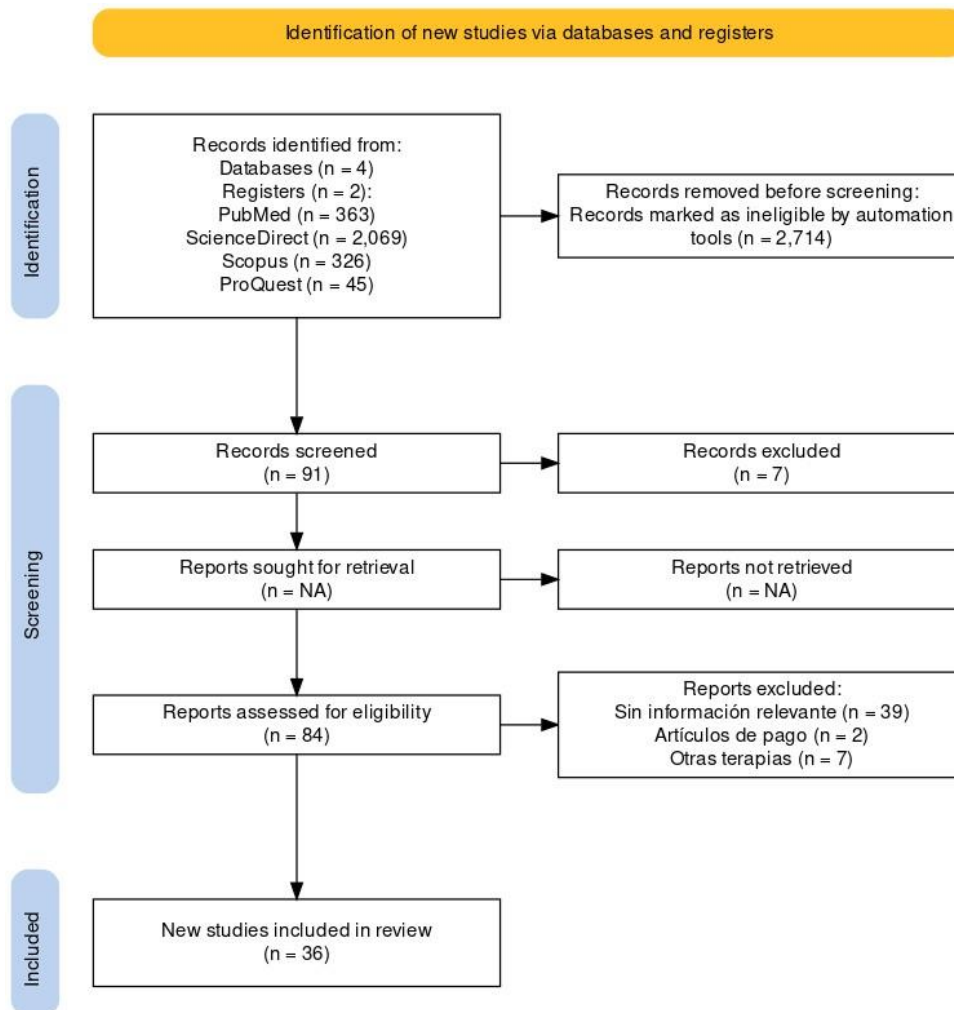 Identification of new studies via databases and registers
Identification
Records identified from:
Databases (n = 4)
Registers (n = 2):
PubMed (n = 363)
ScienceDirect (n = 2,069)
Scopus (n = 326)
ProQuest (n = 45)
Records removed before screening:
Records marked as ineligible by automation
tools (n = 2,714)
Screening
Records screened
(n = 91)
Records excluded
(n = 7)
Reports sought for retrieval
(n = NA)
Reports not retrieved
(n = NA)
Reports assessed for eligibility
(n = 84)
Reports excluded:
Sin información relevante (n = 39)
Artículos de pago (n = 2)
Otras terapias (n = 7)
Included
New studies included in review
(n = 36)